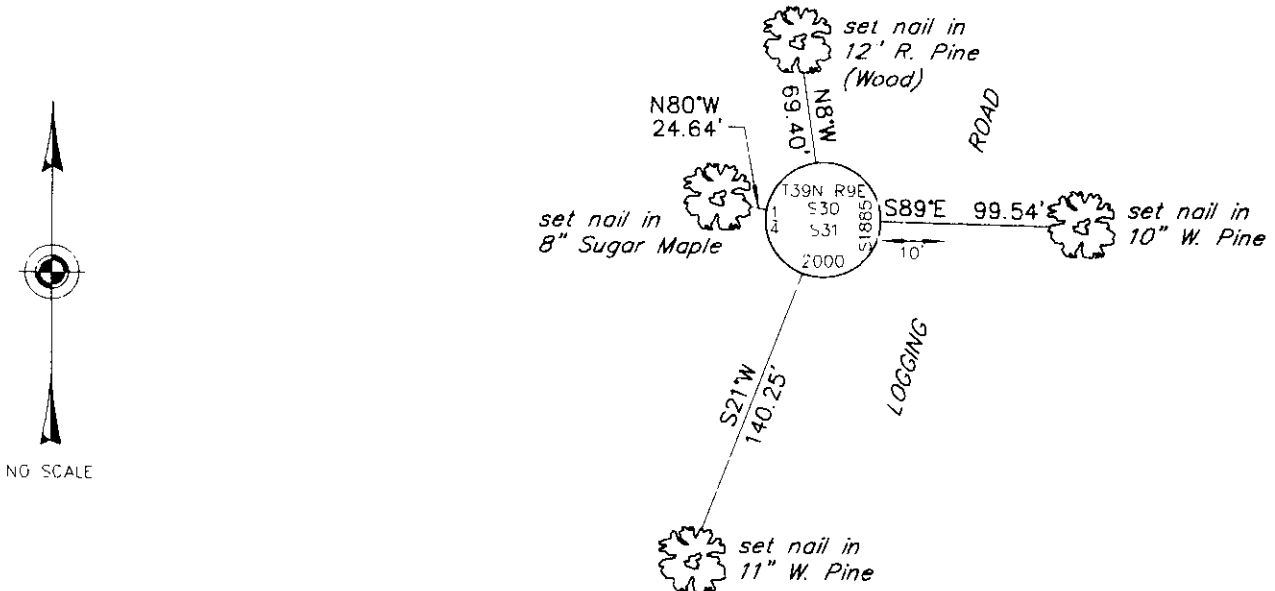 set nail in
12' R. Pine
(Wood)
N8°W
69.40'
ROAD
N80°W
24.64'
T39N R9E
S30
1/4
S31
S1885
2000
S89°E 99.54'
10'
set nail in
10" W. Pine
set nail in
8" Sugar Maple
LOGGING
S21°W
140.25'
NO SCALE
set nail in
11" W. Pine